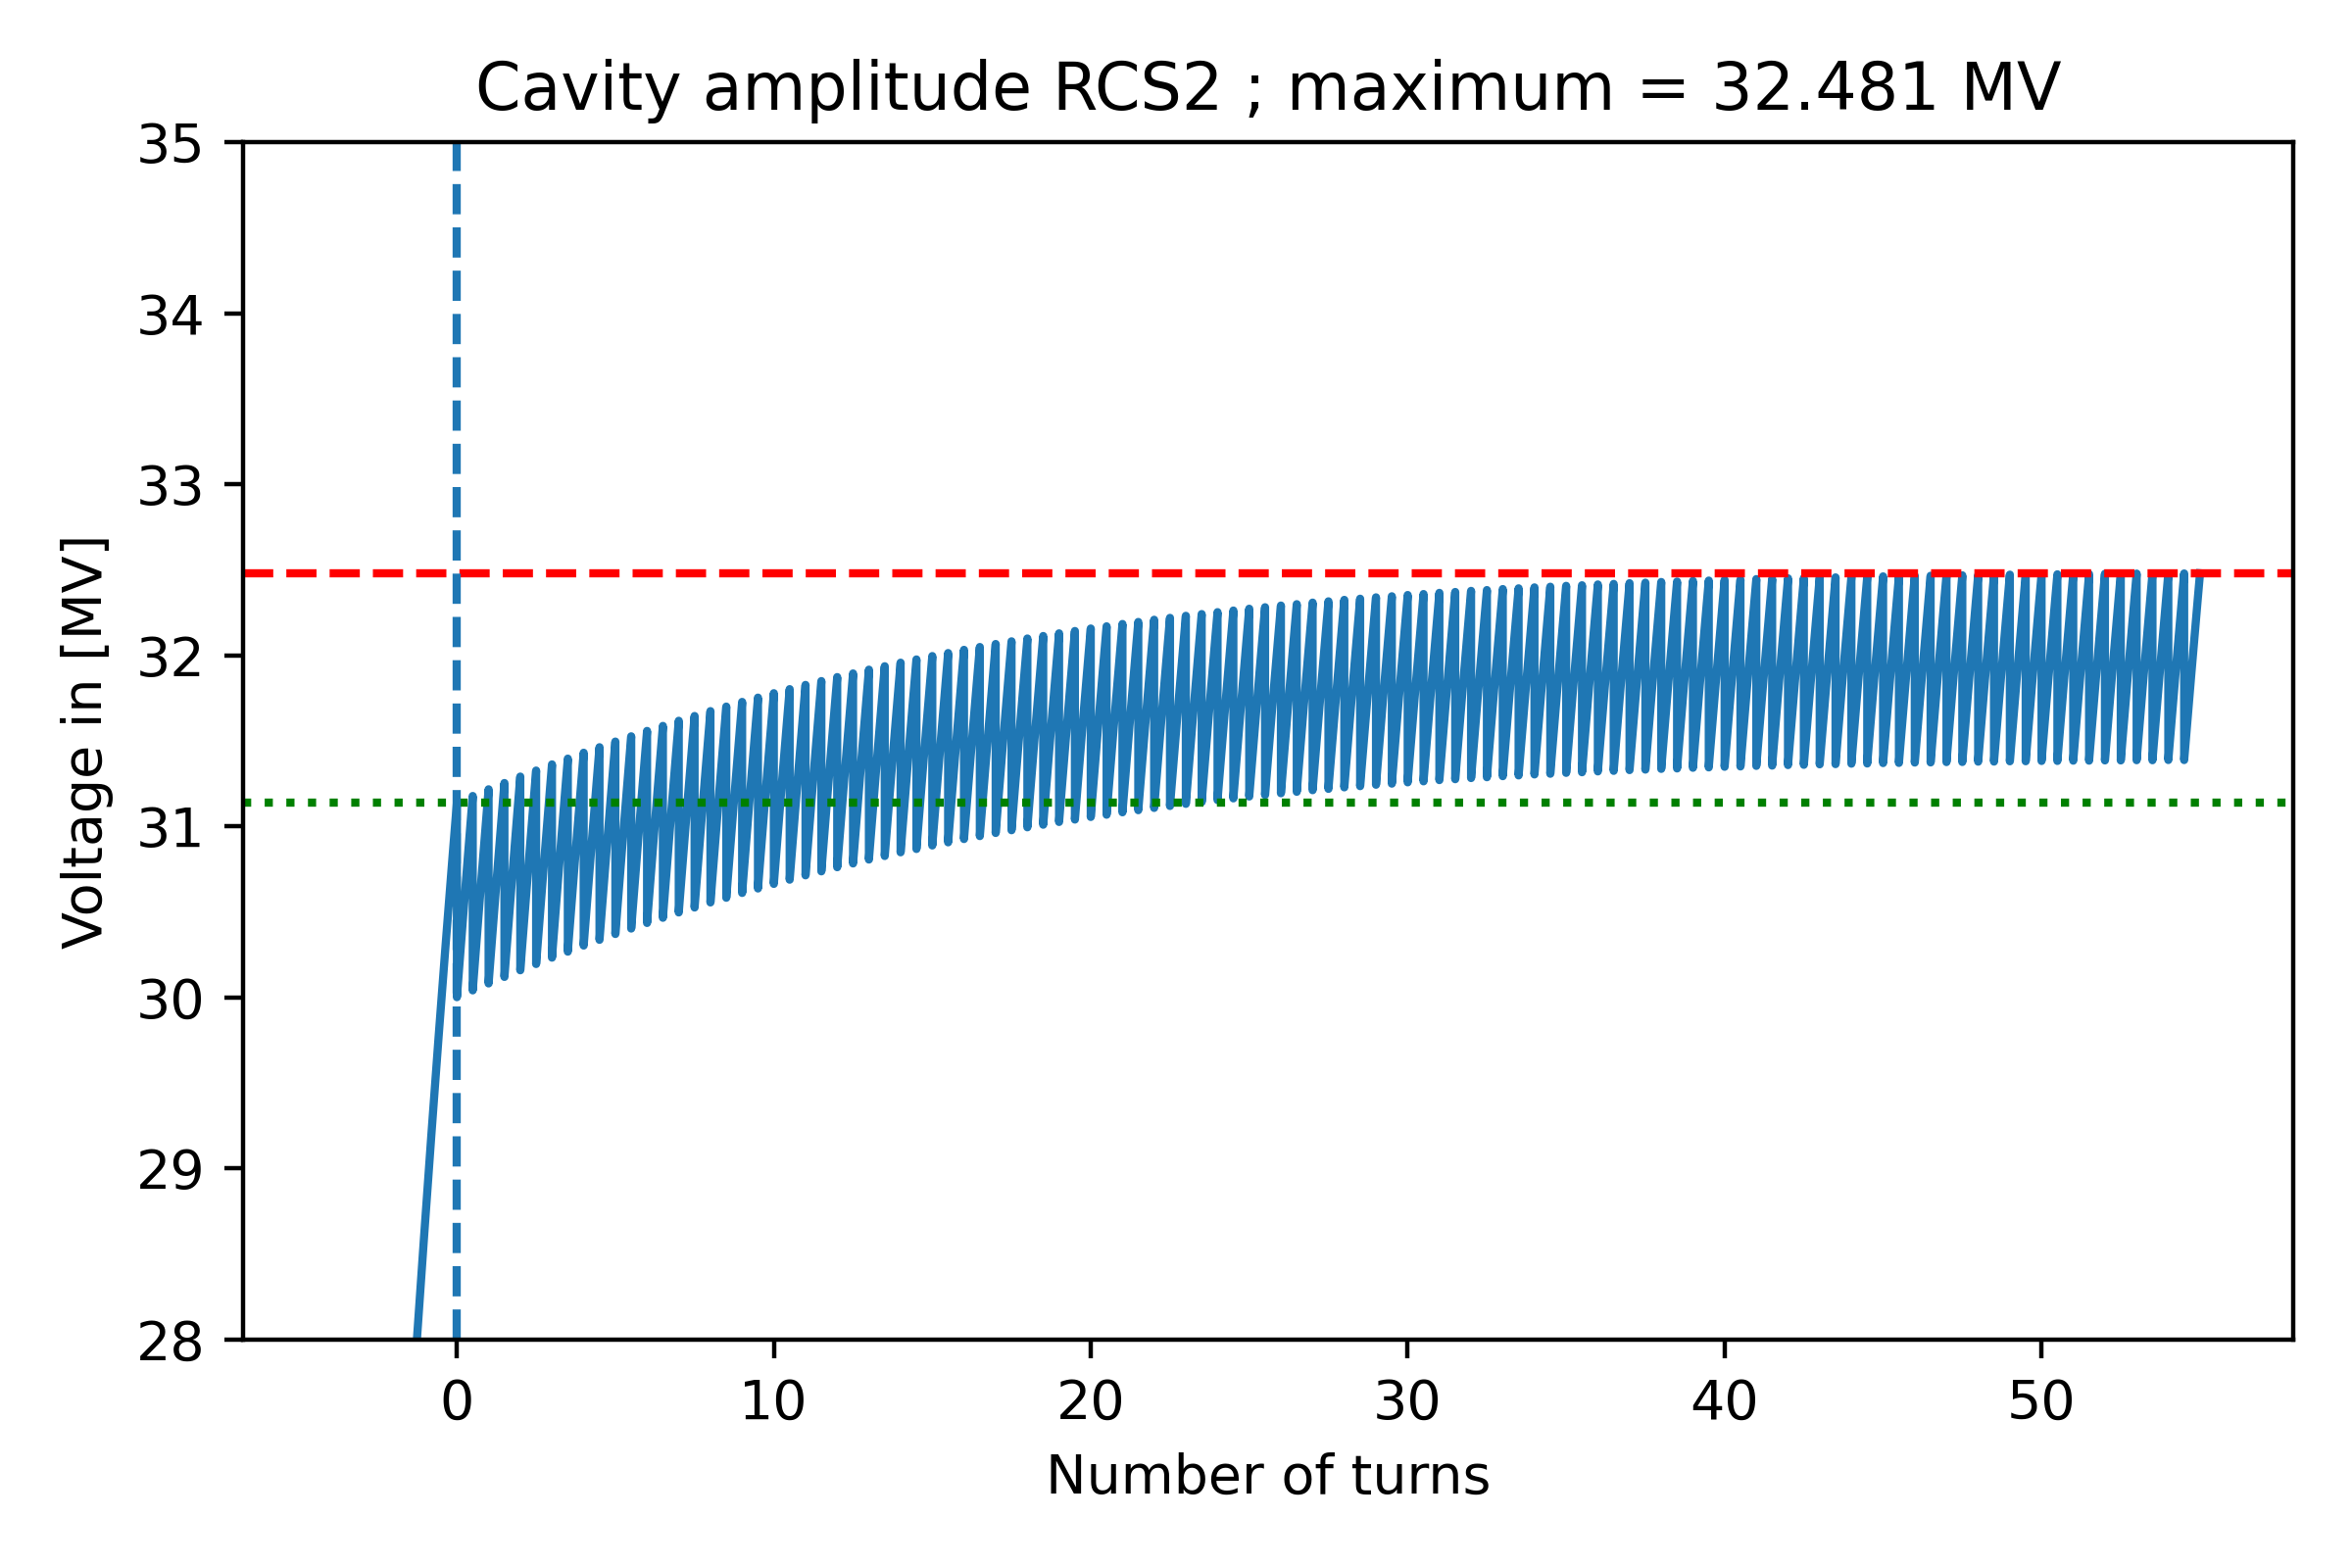 Cavity amplitude RCS2 ; maximum = 32.481 MV
35
34
33
32
31
30
29
28
Voltage in [MV]
0 10 20 30 40 50
Number of turns